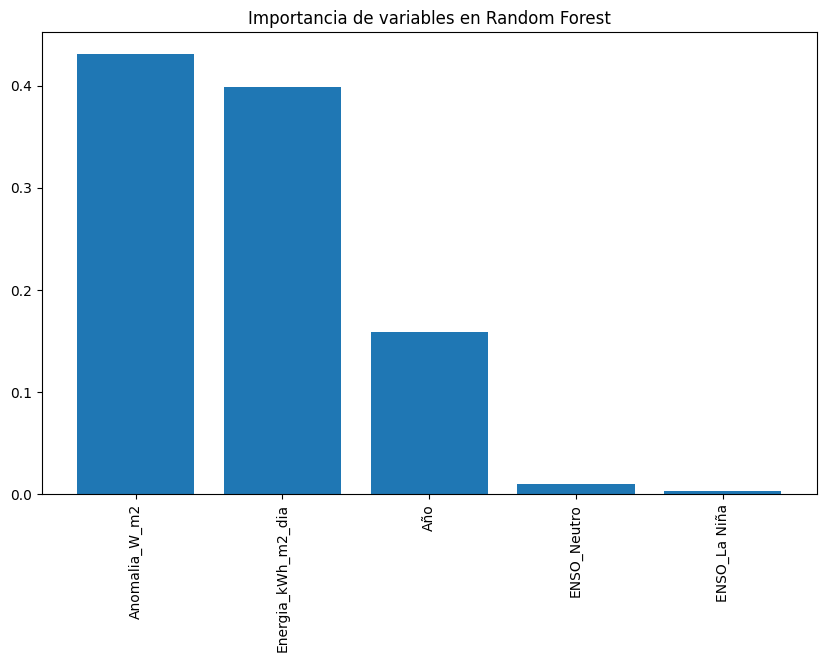 Importancia de variables en Random Forest
0.4
0.3
0.2
0.1
0.0
Anomalia_W_m2
Energia_kWh_m2_dia
Año
ENSO_Neutro
ENSO_La Niña